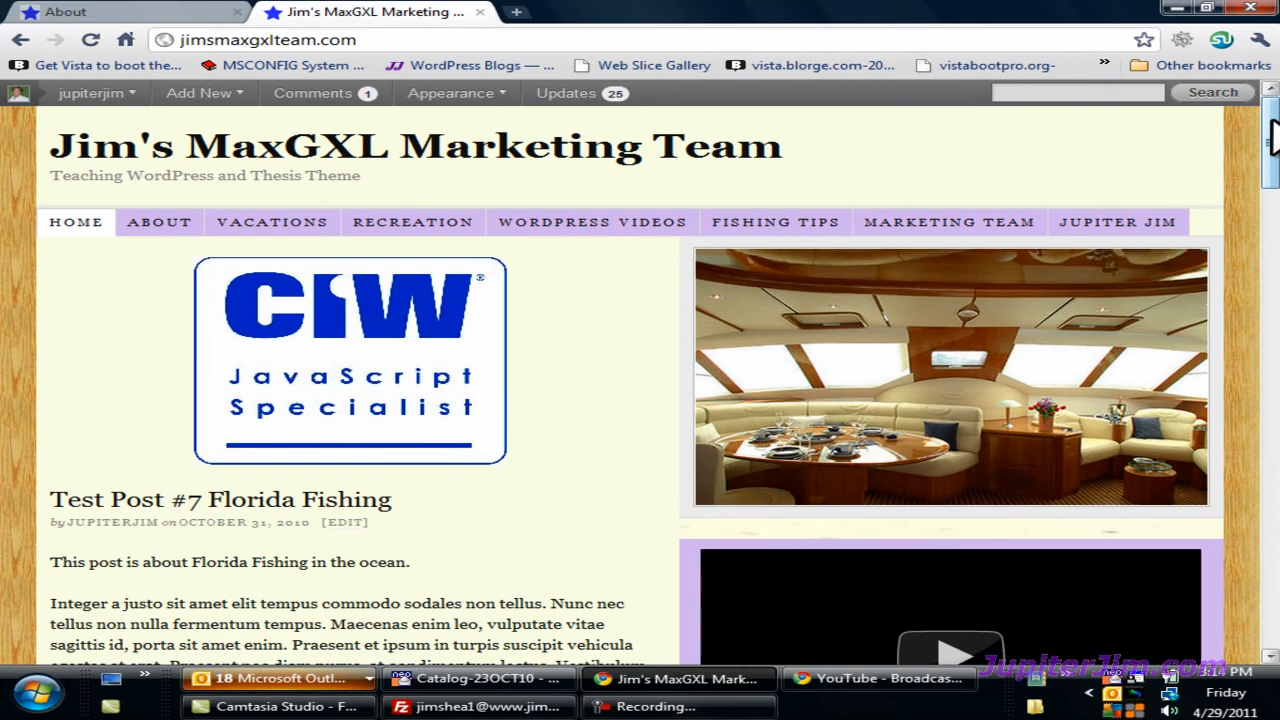 About
Jim's MaxGXL Marketing ...
jimsmaxgxlteam.com
Get Vista to boot the...
MSCONFIG System ...
WordPress Blogs — ...
Web Slice Gallery
vista.blorge.com-20...
vistabootpro.org-
Other bookmarks
jupiterjim
Add New
Comments 1
Appearance
Updates 25
Search
Jim's MaxGXL Marketing Team
Teaching WordPress and Thesis Theme
HOME ABOUT VACATIONS RECREATION WORDPRESS VIDEOS FISHING TIPS MARKETING TEAM JUPITER JIM
CIW®
JavaScript
Specialist
Test Post #7 Florida Fishing
by JUPITERJIM on OCTOBER 31, 2010 [EDIT]
This post is about Florida Fishing in the ocean.
Integer a justo sit amet elit tempus commodo sodales non tellus. Nunc nec
tellus non nulla fermentum tempus. Maecenas enim leo, vulputate vitae
sagittis id, porta sit amet enim. Praesent et ipsum in turpis suscipit vehicula
JupiterJim.com
18 Microsoft Outl...
Catalog-23OCT10 - ...
Jim's MaxGXL Mark...
YouTube - Broadcas...
3:14 PM
Camtasia Studio - F...
jimshea1@www.jim...
Recording...
Friday
4/29/2011